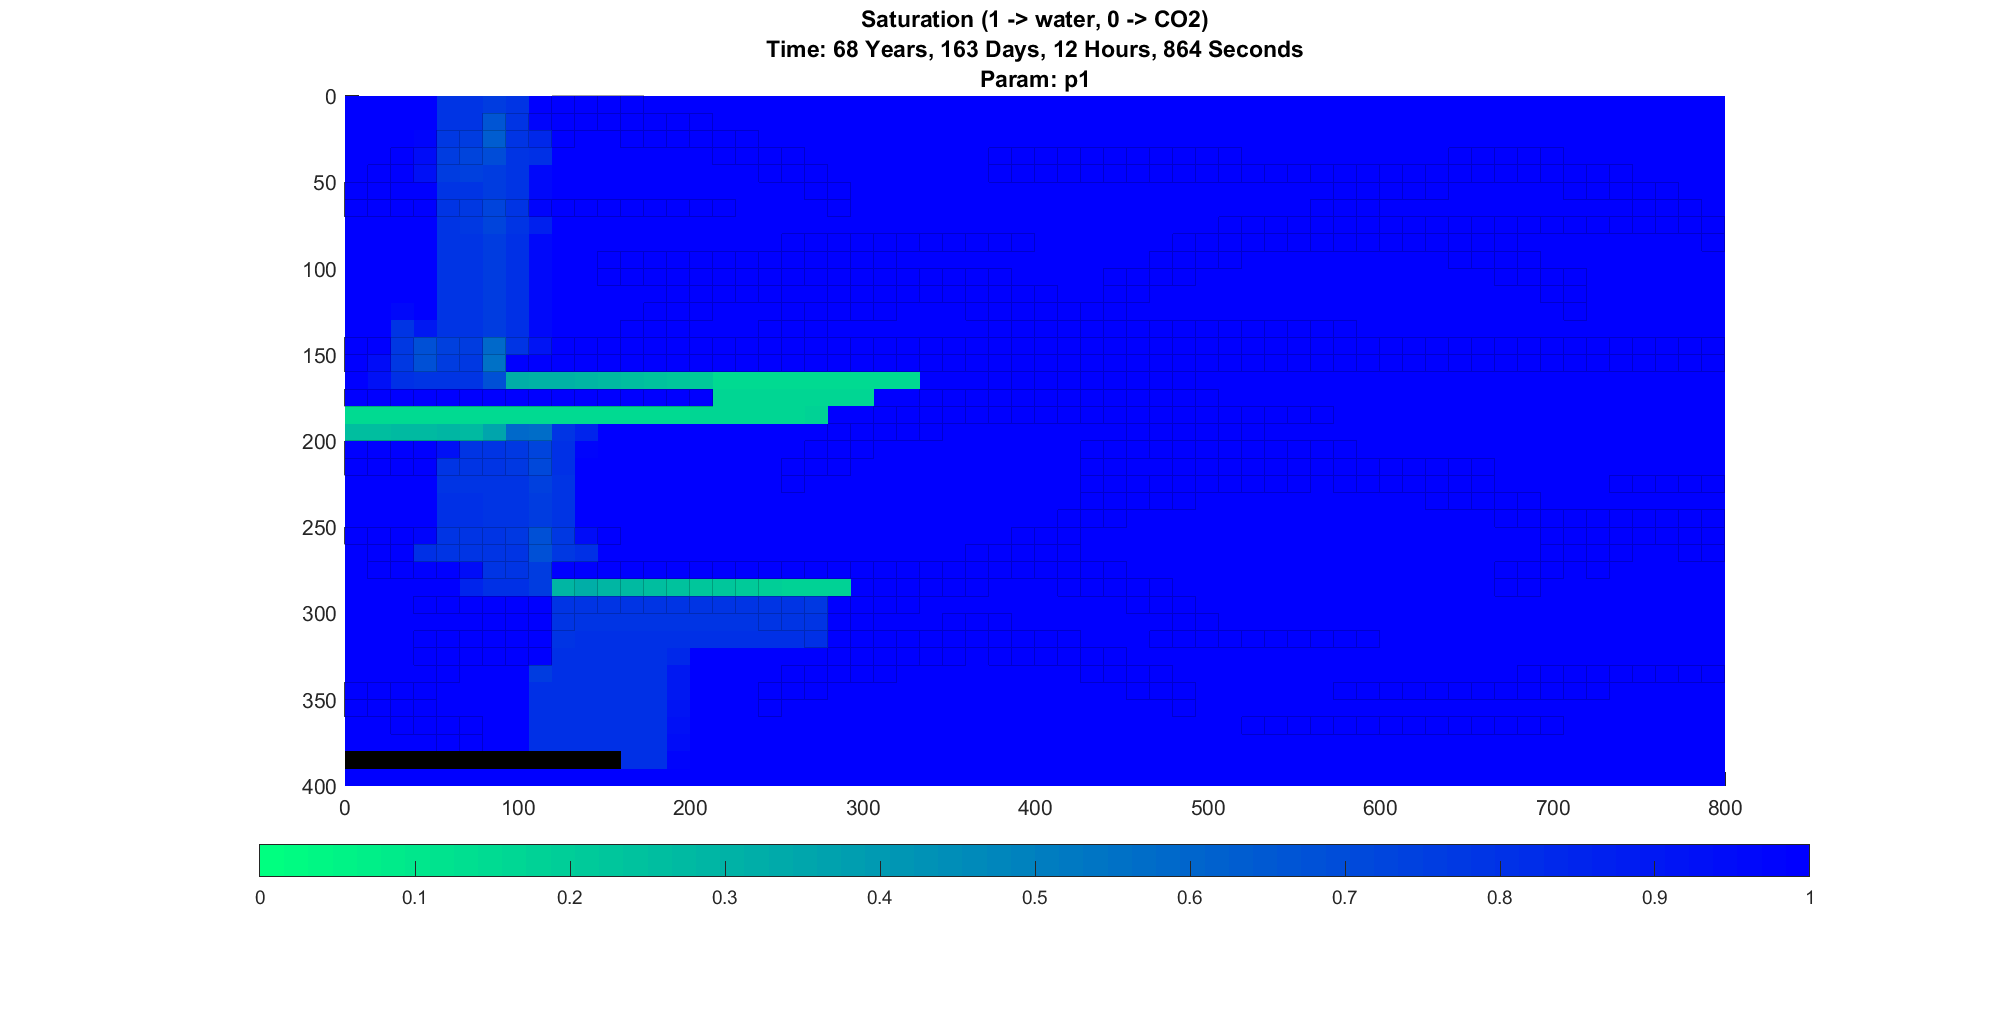 Saturation (1 -> water, 0 -> CO2)
Time: 68 Years, 163 Days, 12 Hours, 864 Seconds
Param: p1
0
50
100
150
200
250
300
350
400
0 100 200 300 400 500 600 700 800
0 0.1 0.2 0.3 0.4 0.5 0.6 0.7 0.8 0.9 1